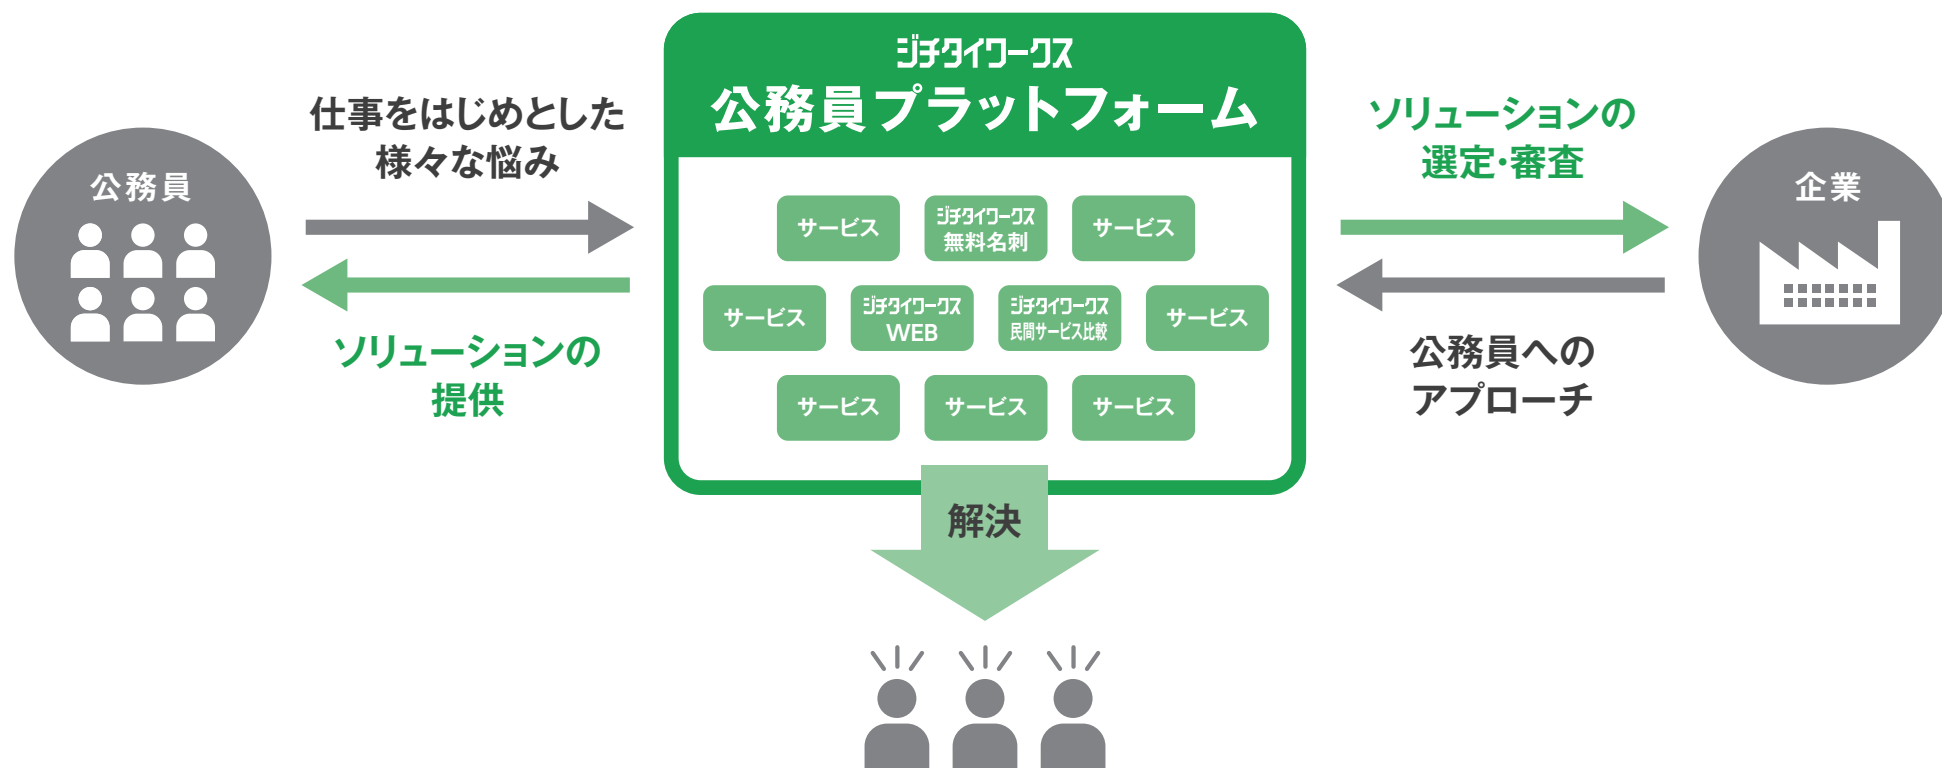 ジチタイワークス
公務員プラットフォーム
仕事をはじめとした
様々な悩み
公務員
ソリューションの
提供
サービス
ジチタイワークス
無料名刺
サービス
サービス
ジチタイワークス
WEB
ジチタイワークス
民間サービス比較
サービス
サービス
サービス
サービス
解決
ソリューションの
選定・審査
企業
公務員への
アプローチ